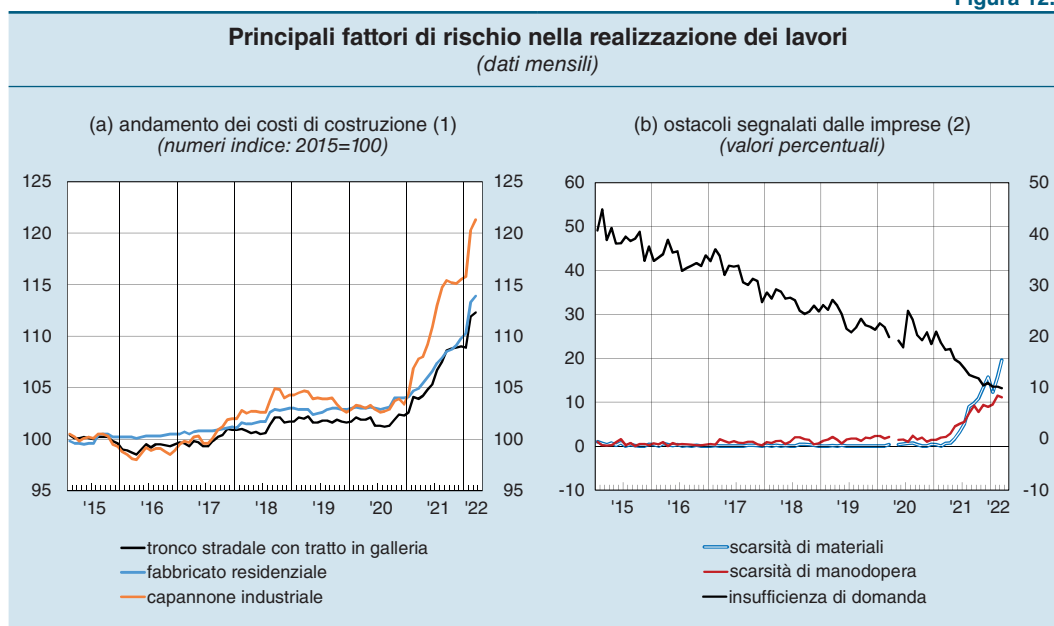 Figura 12.
Principali fattori di rischio nella realizzazione dei lavori
(dati mensili)
(a) andamento dei costi di costruzione (1)
(numeri indice: 2015=100)
125 125
120 120
115 115
110 110
105 105
100 100
95 95
'15 '16 '17 '18 '19 '20 '21 '22
tronco stradale con tratto in galleria
fabbricato residenziale
capannone industriale
(b) ostacoli segnalati dalle imprese (2)
(valori percentuali)
60 50
50 40
40 30
30 20
20 10
10 0
0 -10
-10
'15 '16 '17 '18 '19 '20 '21 '22
scarsità di materiali
scarsità di manodopera
insufficienza di domanda